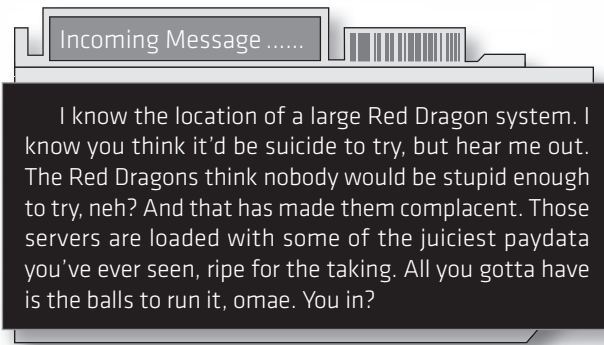 Incoming Message ......
I know the location of a large Red Dragon system. I
know you think it’d be suicide to try, but hear me out.
The Red Dragons think nobody would be stupid enough
to try, neh? And that has made them complacent. Those
servers are loaded with some of the juiciest paydata
you’ve ever seen, ripe for the taking. All you gotta have
is the balls to run it, omae. You in?